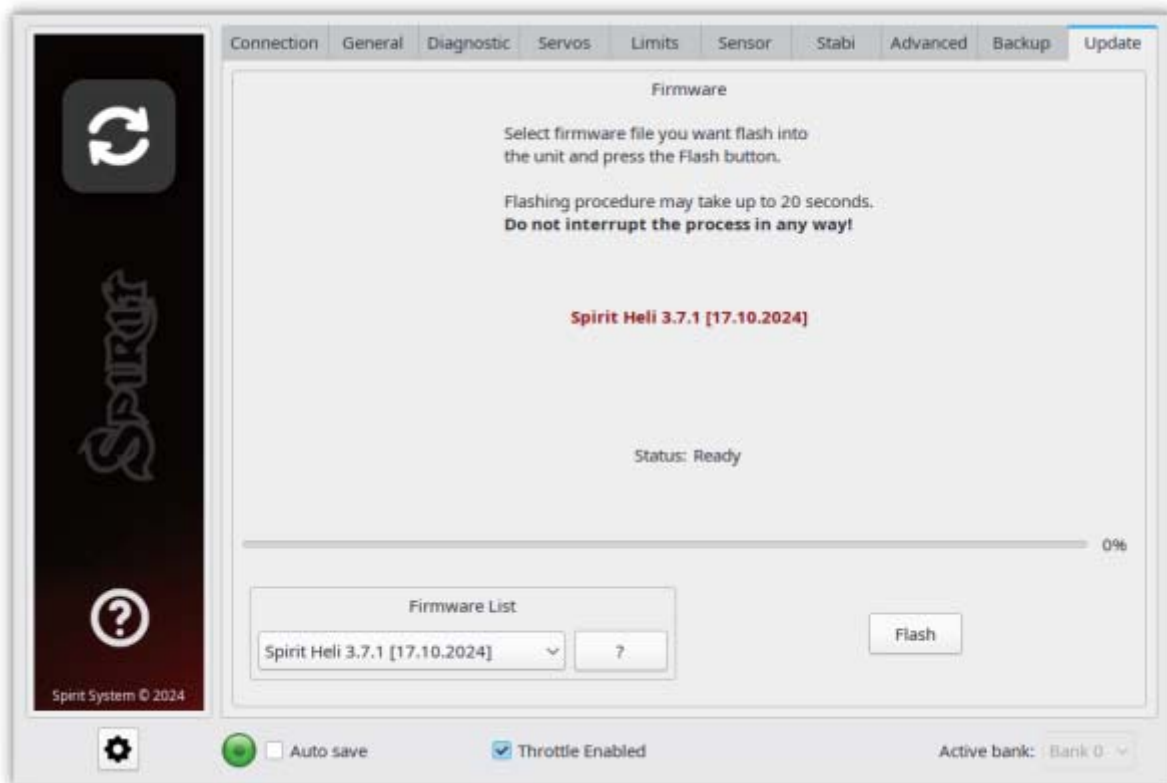 Connection General Diagnostic Servos Limits Sensor Stabi Advanced Backup Update
Firmware
Select firmware file you want flash into
the unit and press the Flash button.
Flashing procedure may take up to 20 seconds.
Do not interrupt the process in any way!
Spirit Heli 3.7.1 [17.10.2024]
Status: Ready
0%
Firmware List
Spirit Heli 3.7.1 [17.10.2024] ?
Flash
SPIRIT
?
Spirit System © 2024
Auto save Throttle Enabled Active bank: Bank 0